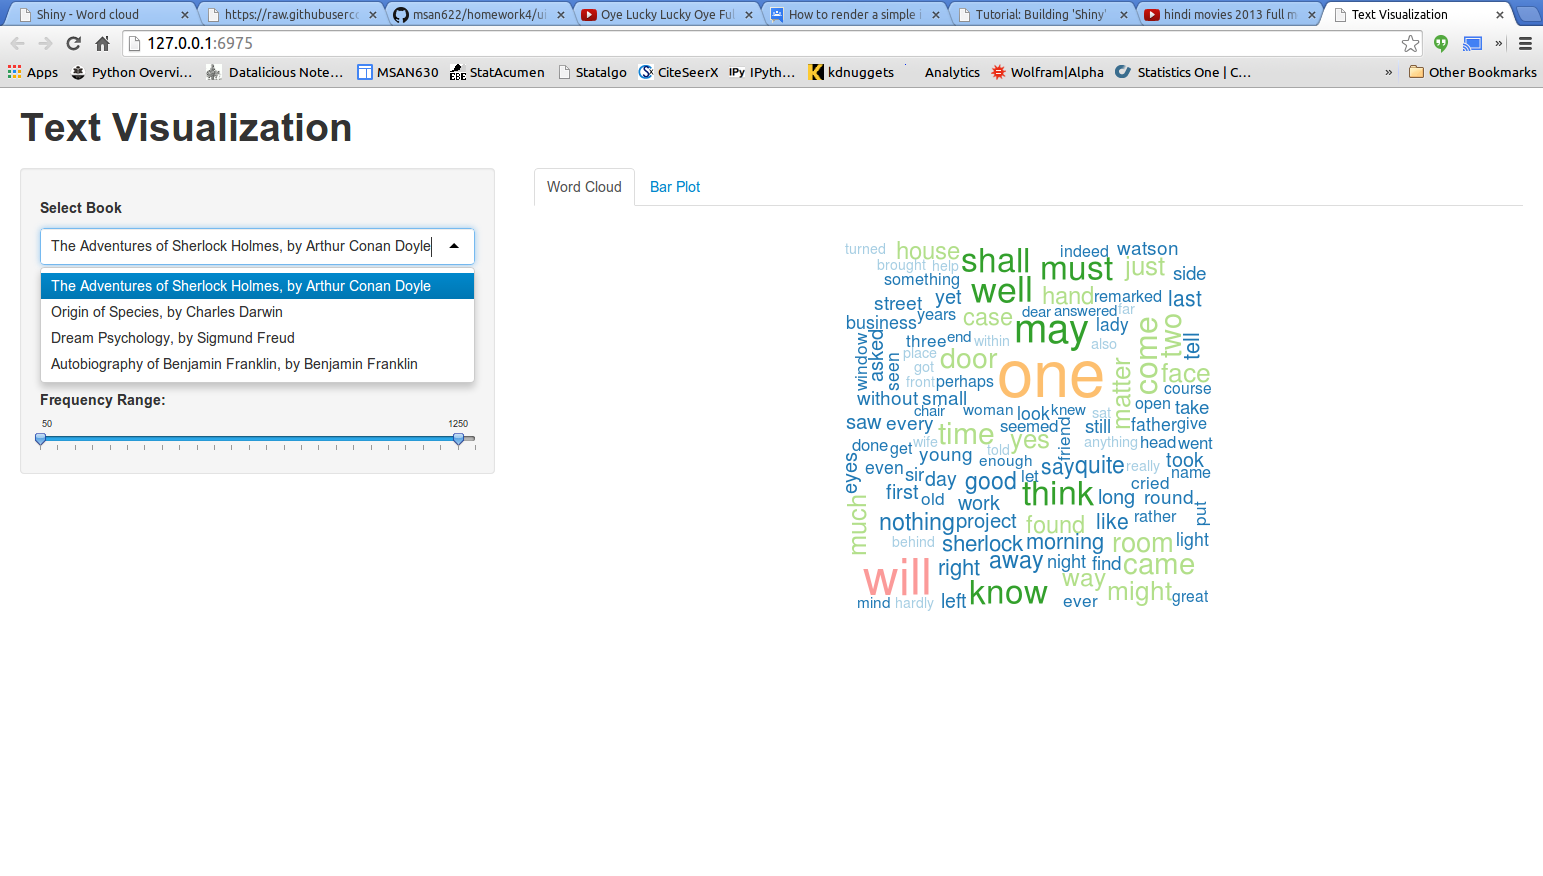 Shiny - Word cloud
https://raw.githubuserco
msan622/homework4/ui
Oye Lucky Lucky Oye Ful
How to render a simple i
Tutorial: Building 'Shiny'
hindi movies 2013 full m
Text Visualization
127.0.0.1:6975
Apps
Python Overvi...
Datalicious Note...
MSAN630
StatAcumen
Statalgo
CiteSeerX
IPy IPyth...
kdnuggets
Analytics
Wolfram|Alpha
Statistics One | C...
»
Other Bookmarks
Text Visualization
Select Book
The Adventures of Sherlock Holmes, by Arthur Conan Doyle
The Adventures of Sherlock Holmes, by Arthur Conan Doyle
Origin of Species, by Charles Darwin
Dream Psychology, by Sigmund Freud
Autobiography of Benjamin Franklin, by Benjamin Franklin
Frequency Range:
50 1250
Word Cloud Bar Plot
turned house shall indeed watson
brought help must just side
something well hand remarked last
street yet years case dear answered far
business three end within may lady also
window asked seen place got door one come two tell
front perhaps matter face course
without small chair woman look knew sat open take
saw every time yes seemed still father give
done get wife told friend anything head went
eyes even young enough say quite really took name
sir day good let think long cried round
first old work
much nothing project found like rather put
behind sherlock morning room light
will right away night find came
way might great
mind hardly left know ever